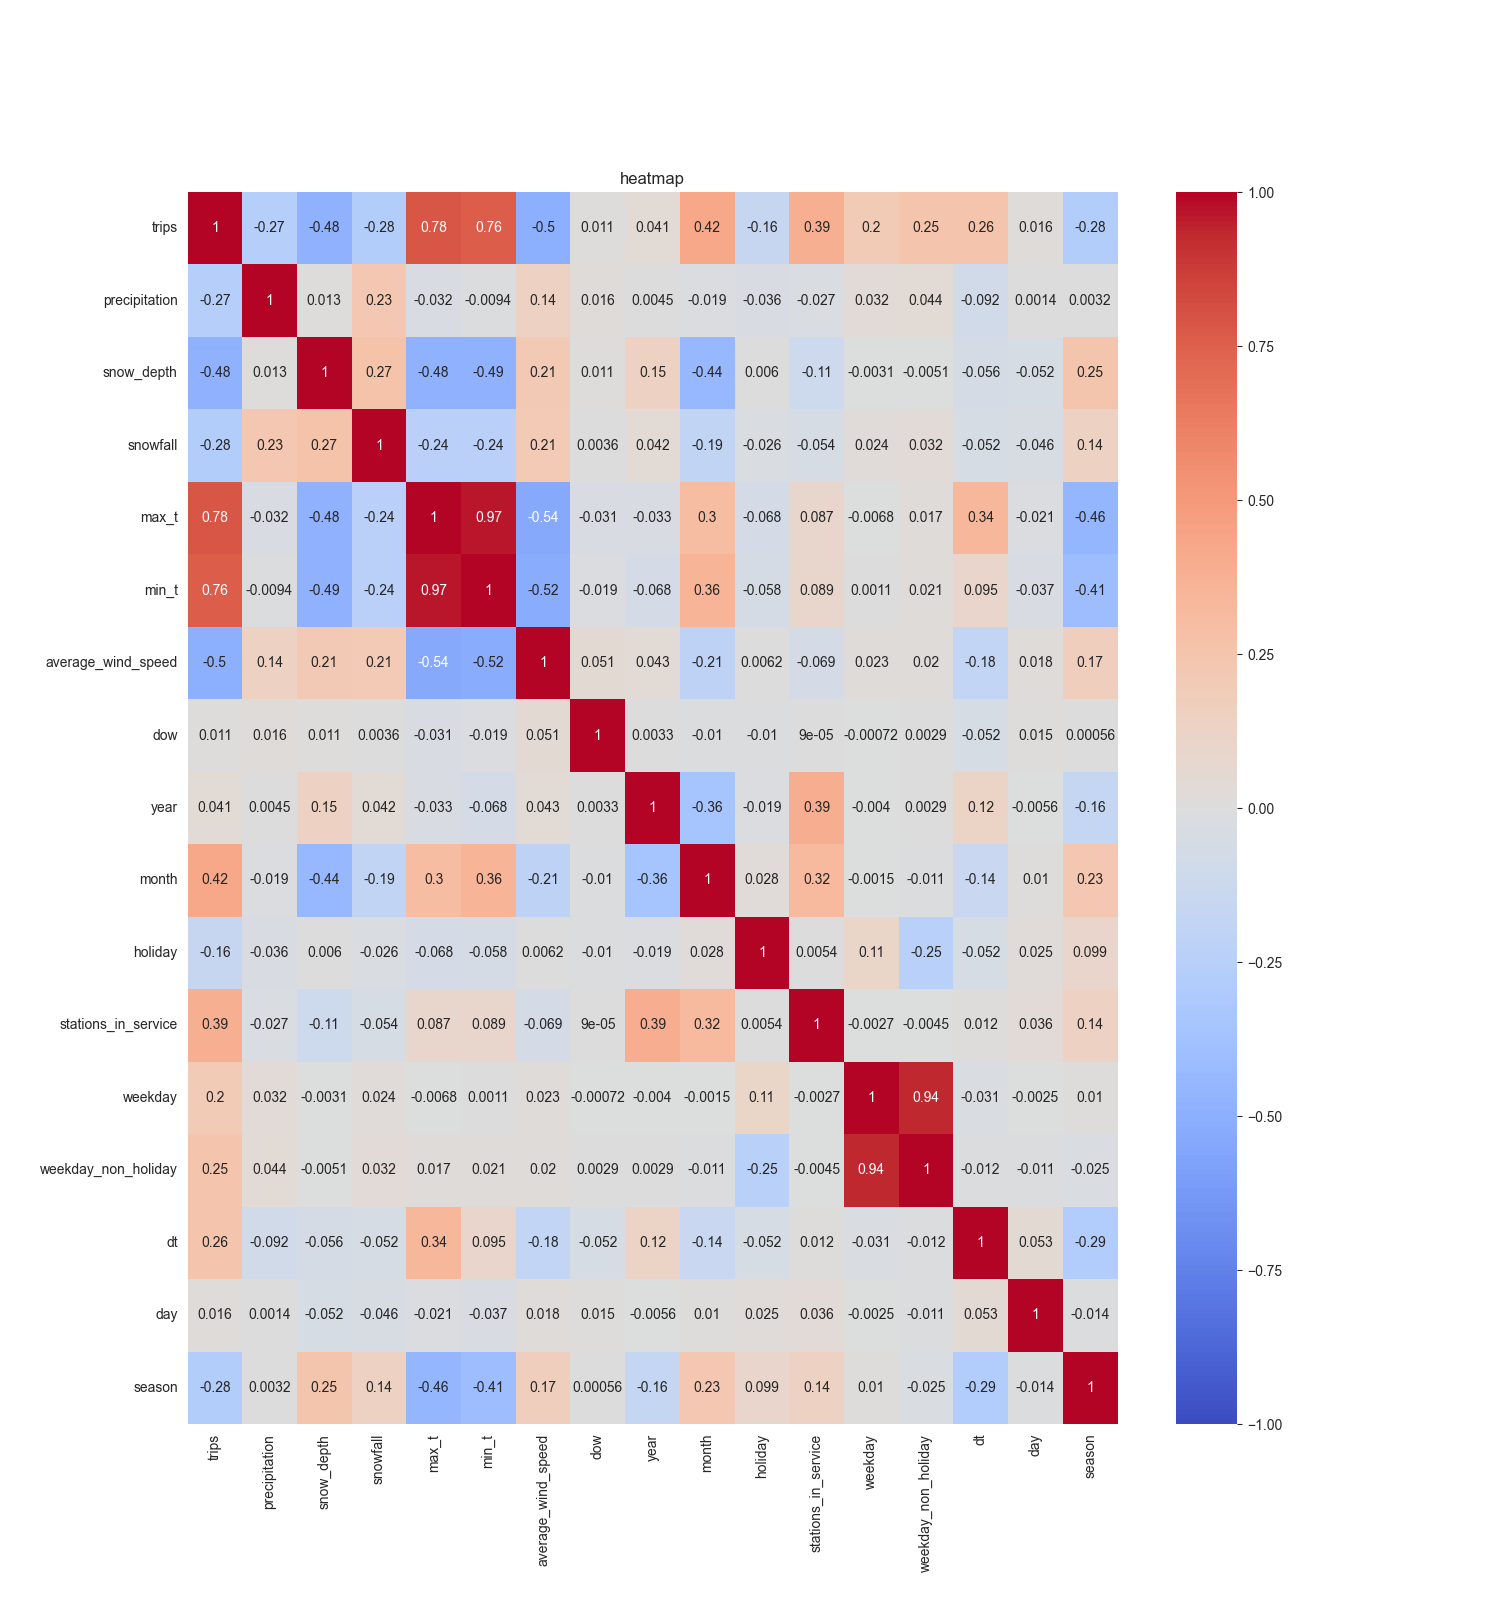 heatmap
trips 1 -0.27 -0.48 -0.28 0.78 0.76 -0.5 0.011 0.041 0.42 -0.16 0.39 0.2 0.25 0.26 0.016 -0.28
precipitation -0.27 1 0.013 0.23 -0.032 -0.0094 0.14 0.016 0.0045 -0.019 -0.036 -0.027 0.032 0.044 -0.092 0.0014 0.0032
snow_depth -0.48 0.013 1 0.27 -0.48 -0.49 0.21 0.011 0.15 -0.44 0.006 -0.11 -0.0031 -0.0051 -0.056 -0.052 0.25
snowfall -0.28 0.23 0.27 1 -0.24 -0.24 0.21 0.0036 0.042 -0.19 -0.026 -0.054 0.024 0.032 -0.052 -0.046 0.14
max_t 0.78 -0.032 -0.48 -0.24 1 0.97 -0.54 -0.031 -0.033 0.3 -0.068 0.087 -0.0068 0.017 0.34 -0.021 -0.46
min_t 0.76 -0.0094 -0.49 -0.24 0.97 1 -0.52 -0.019 -0.068 0.36 -0.058 0.089 0.0011 0.021 0.095 -0.037 -0.41
average_wind_speed -0.5 0.14 0.21 0.21 -0.54 -0.52 1 0.051 0.043 -0.21 0.0062 -0.069 0.023 0.02 -0.18 0.018 0.17
dow 0.011 0.016 0.011 0.0036 -0.031 -0.019 0.051 1 0.0033 -0.01 -0.01 9e-05 -0.00072 0.0029 -0.052 0.015 0.00056
year 0.041 0.0045 0.15 0.042 -0.033 -0.068 0.043 0.0033 1 -0.36 -0.019 0.39 -0.004 0.0029 0.12 -0.0056 -0.16
month 0.42 -0.019 -0.44 -0.19 0.3 0.36 -0.21 -0.01 -0.36 1 0.028 0.32 -0.0015 -0.011 -0.14 0.01 0.23
holiday -0.16 -0.036 0.006 -0.026 -0.068 -0.058 0.0062 -0.01 -0.019 0.028 1 0.0054 0.11 -0.25 -0.052 0.025 0.099
stations_in_service 0.39 -0.027 -0.11 -0.054 0.087 0.089 -0.069 9e-05 0.39 0.32 0.0054 1 -0.0027 -0.0045 0.012 0.036 0.14
weekday 0.2 0.032 -0.0031 0.024 -0.0068 0.0011 0.023 -0.00072 -0.004 -0.0015 0.11 -0.0027 1 0.94 -0.031 -0.0025 0.01
weekday_non_holiday 0.25 0.044 -0.0051 0.032 0.017 0.021 0.02 0.0029 0.0029 -0.011 -0.25 -0.0045 0.94 1 -0.012 -0.011 -0.025
dt 0.26 -0.092 -0.056 -0.052 0.34 0.095 -0.18 -0.052 0.12 -0.14 -0.052 0.012 -0.031 -0.012 1 0.053 -0.29
day 0.016 0.0014 -0.052 -0.046 -0.021 -0.037 0.018 0.015 -0.0056 0.01 0.025 0.036 -0.0025 -0.011 0.053 1 -0.014
season -0.28 0.0032 0.25 0.14 -0.46 -0.41 0.17 0.00056 -0.16 0.23 0.099 0.14 0.01 -0.025 -0.29 -0.014 1
trips precipitation snow_depth snowfall max_t min_t average_wind_speed dow year month holiday stations_in_service weekday weekday_non_holiday dt day season
1.00
0.75
0.50
0.25
0.00
−0.25
−0.50
−0.75
−1.00